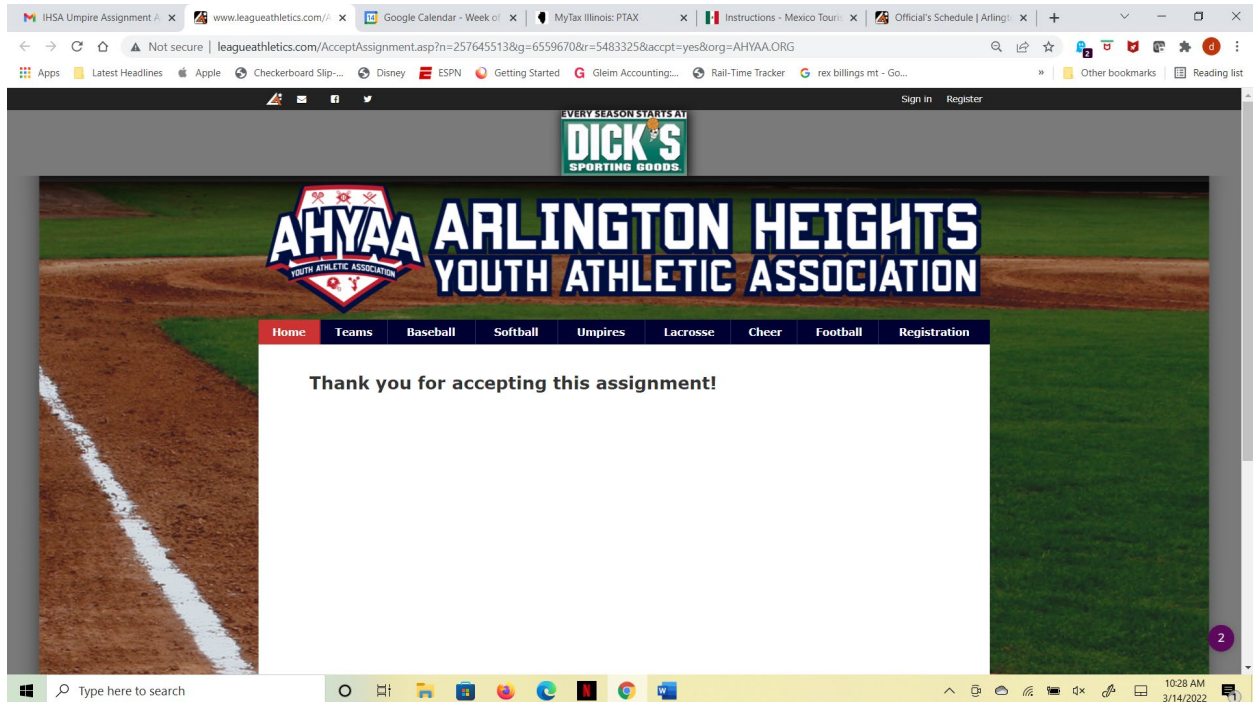 IHSA Umpire Assignment A
www.leagueathletics.com/A
14 Google Calendar - Week of
MyTax Illinois: PTAX
Instructions - Mexico Touris
Official's Schedule | Arlingt
Not secure | leagueathletics.com/AcceptAssignment.asp?n=257645513&g=6559670&r=5483325&accpt=yes&org=AHYAA.ORG
2
d
Apps Latest Headlines Apple Checkerboard Slip-... Disney ESPN Getting Started Gleim Accounting:... Rail-Time Tracker rex billings mt - Go... » Other bookmarks Reading list
Sign in Register
EVERY SEASON STARTS AT
DICK'S
SPORTING GOODS.
AHYAA
YOUTH ATHLETIC ASSOCIATION
ARLINGTON HEIGHTS
YOUTH ATHLETIC ASSOCIATION
Home Teams Baseball Softball Umpires Lacrosse Cheer Football Registration
Thank you for accepting this assignment!
2
Type here to search
10:28 AM
3/14/2022
1